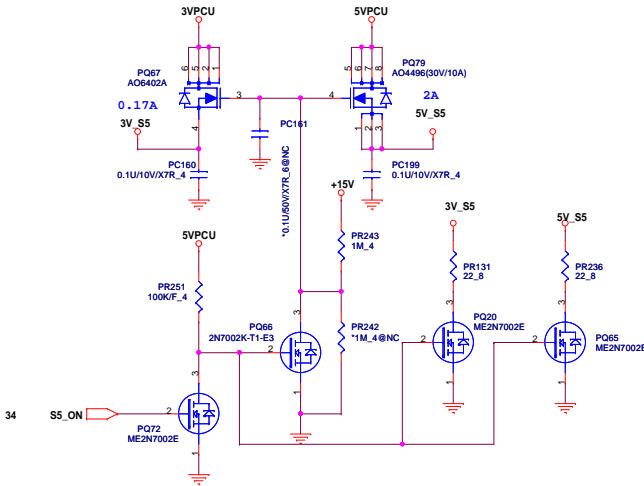 3VPCU
5VPCU
6 5 2 1
5 6 7 8
PQ67
AO6402A
PQ79
AO4496(30V/10A)
3
4
0.17A
2A
PC161
4
1 2 3
3V_S5
5V_S5
PC160
0.1U/10V/X7R_4
*0.1U/50V/X7R_6@NC
PC199
0.1U/10V/X7R_4
+15V
3V_S5
5V_S5
5VPCU
PR243
1M_4
PR131
22_8
PR236
22_8
PR251
100K/F_4
PQ66
2N7002K-T1-E3
3
3
3
PQ20
ME2N7002E
PQ65
ME2N7002E
PR242
*1M_4@NC
2
2
2
1
1
1
3
34
S5_ON
2
PQ72
ME2N7002E
1